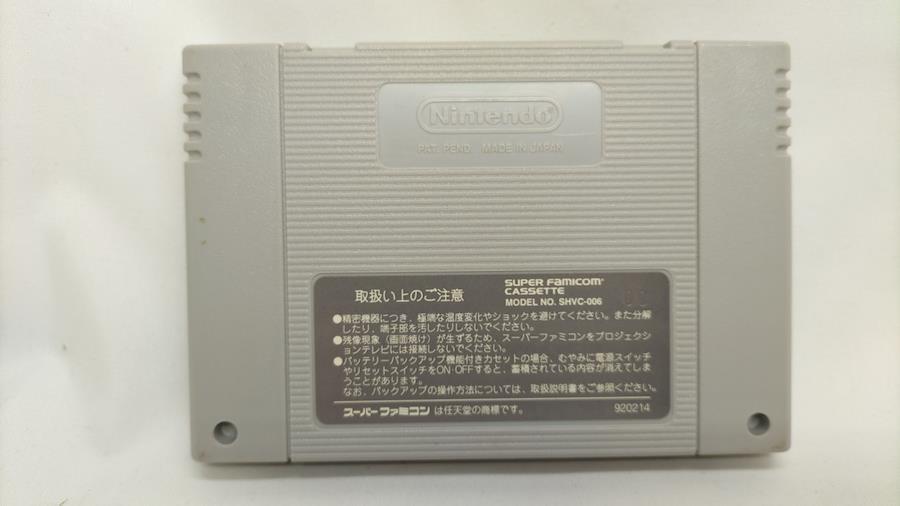 Nintendo
PAT. PEND. MADE IN JAPAN
SUPER FAMICOM
CASSETTE
取扱い上のご注意
MODEL NO. SHVC-006
●精密機器につき、極端な温度変化やショックを避けてください。また分解
したり、端子部を汚したりしないでください。
●残像現象（画面焼け）が生ずるため、スーパーファミコンをプロジェクシ
ョンテレビには接続しないでください。
●バッテリーバックアップ機能付きカセットの場合、むやみに電源スイッチ
やリセットスイッチをON OFFすると、蓄積されている内容が消えてしま
うことがあります。
なお、バックアップの操作方法については、取扱説明書をご参照ください。
スーパーファミコンは任天堂の商標です。
920214